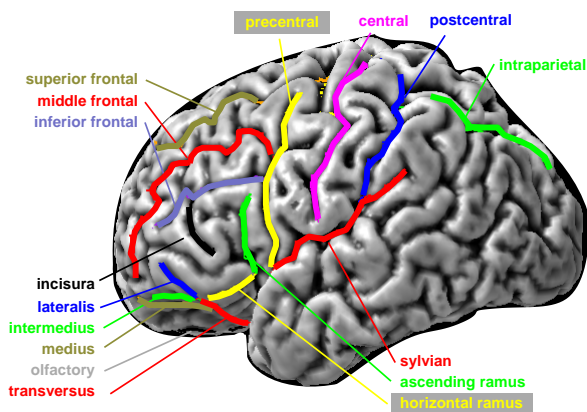 precentral
central
postcentral
intraparietal
superior frontal
middle frontal
inferior frontal
incisura
lateralis
intermedius
medius
olfactory
transversus
sylvian
ascending ramus
horizontal ramus